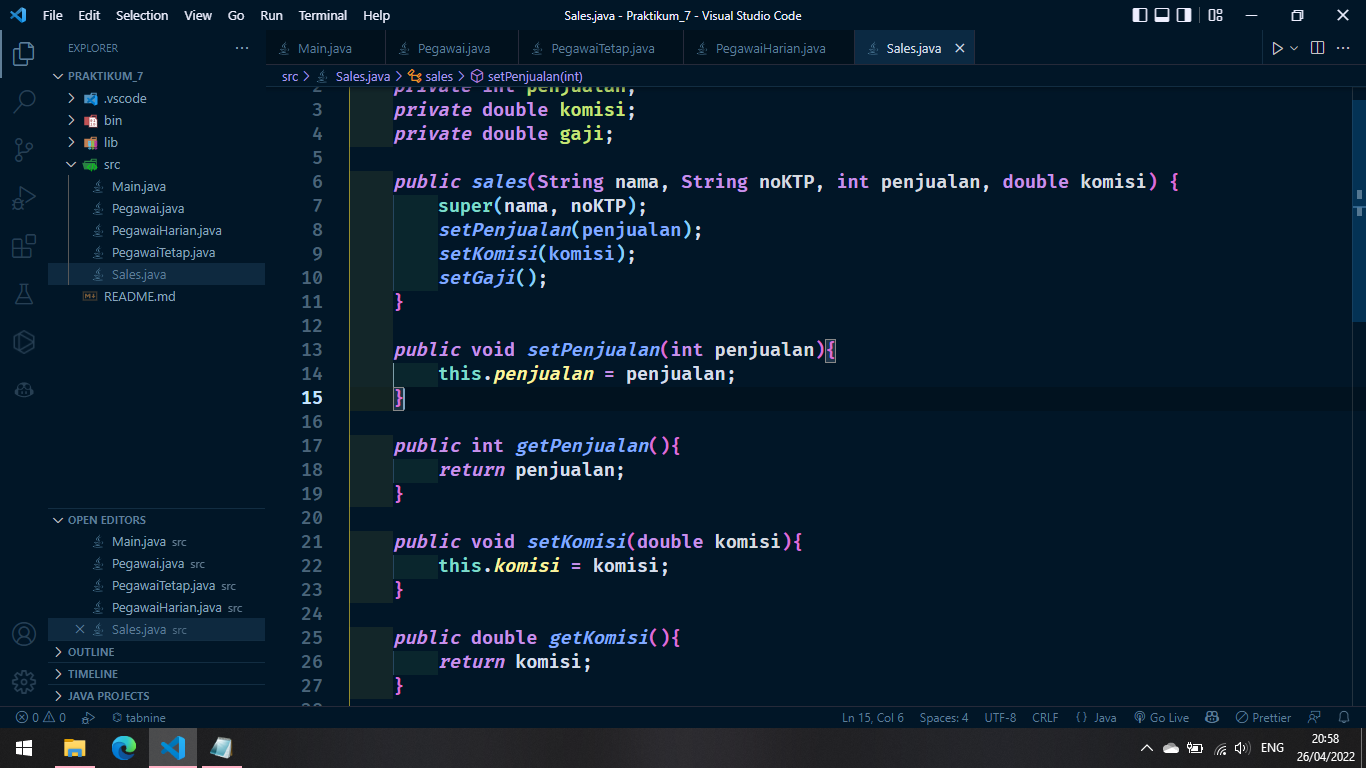 File Edit Selection View Go Run Terminal Help Sales.java - Praktikum_7 - Visual Studio Code
EXPLORER ···
PRAKTIKUM_7
.vscode
bin
lib
src
Main.java
Pegawai.java
PegawaiHarian.java
PegawaiTetap.java
Sales.java
README.md
OPEN EDITORS
Main.java src
Pegawai.java src
PegawaiTetap.java src
PegawaiHarian.java src
Sales.java src
OUTLINE
TIMELINE
JAVA PROJECTS
Main.java Pegawai.java PegawaiTetap.java PegawaiHarian.java Sales.java
src > Sales.java > sales > setPenjualan(int)
2 private int penjualan;
3 private double komisi;
4 private double gaji;
5
6 public sales(String nama, String noKTP, int penjualan, double komisi) {
7 super(nama, noKTP);
8 setPenjualan(penjualan);
9 setKomisi(komisi);
10 setGaji();
11 }
12
13 public void setPenjualan(int penjualan){
14 this.penjualan = penjualan;
15 }
16
17 public int getPenjualan(){
18 return penjualan;
19 }
20
21 public void setKomisi(double komisi){
22 this.komisi = komisi;
23 }
24
25 public double getKomisi(){
26 return komisi;
27 }
0 0 tabnine Ln 15, Col 6 Spaces: 4 UTF-8 CRLF {} Java Go Live Prettier
ENG 20:58
26/04/2022